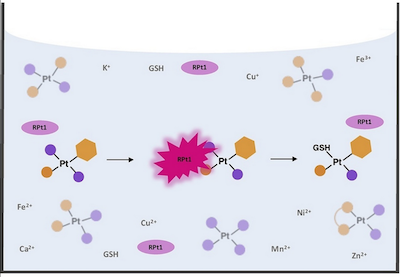 Fe³⁺
K⁺
GSH
RPt1
Cu⁺
Pt
Pt
RPt1
RPt1
GSH
Pt
RPt1
Pt
Pt
Fe²⁺
Pt
Cu²⁺
Pt
Ni²⁺
Pt
Ca²⁺
GSH
RPt1
Mn²⁺
Zn²⁺